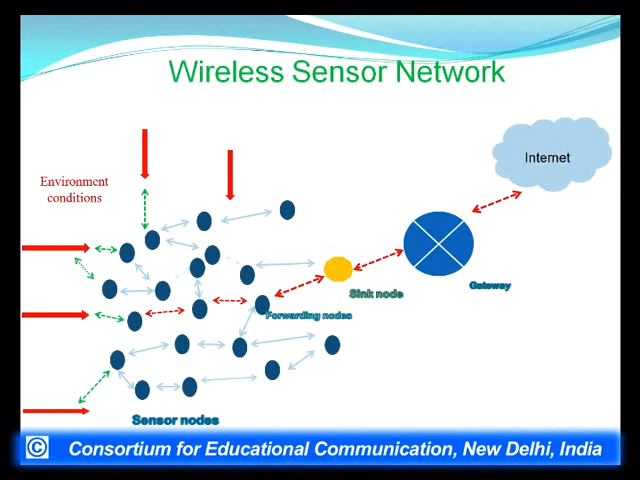 Wireless Sensor Network
Internet
Environment
conditions
Gateway
Sink node
Forwarding nodes
Sensor nodes
© Consortium for Educational Communication, New Delhi, India